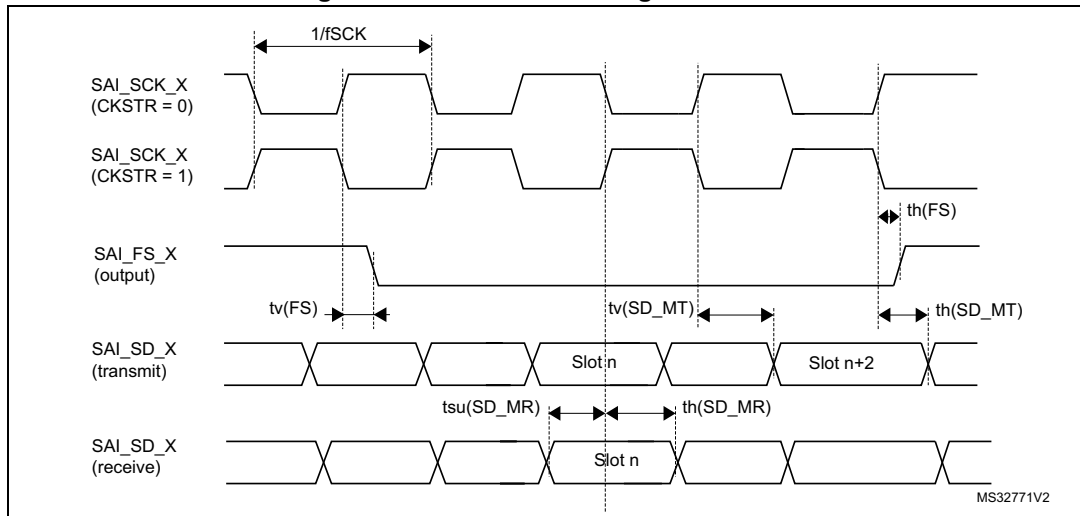 1/fSCK
SAI_SCK_X
(CKSTR = 0)
SAI_SCK_X
(CKSTR = 1)
th(FS)
SAI_FS_X
(output)
tv(FS)
tv(SD_MT)
th(SD_MT)
SAI_SD_X
(transmit)
Slot n
Slot n+2
tsu(SD_MR)
th(SD_MR)
SAI_SD_X
(receive)
Slot n
MS32771V2